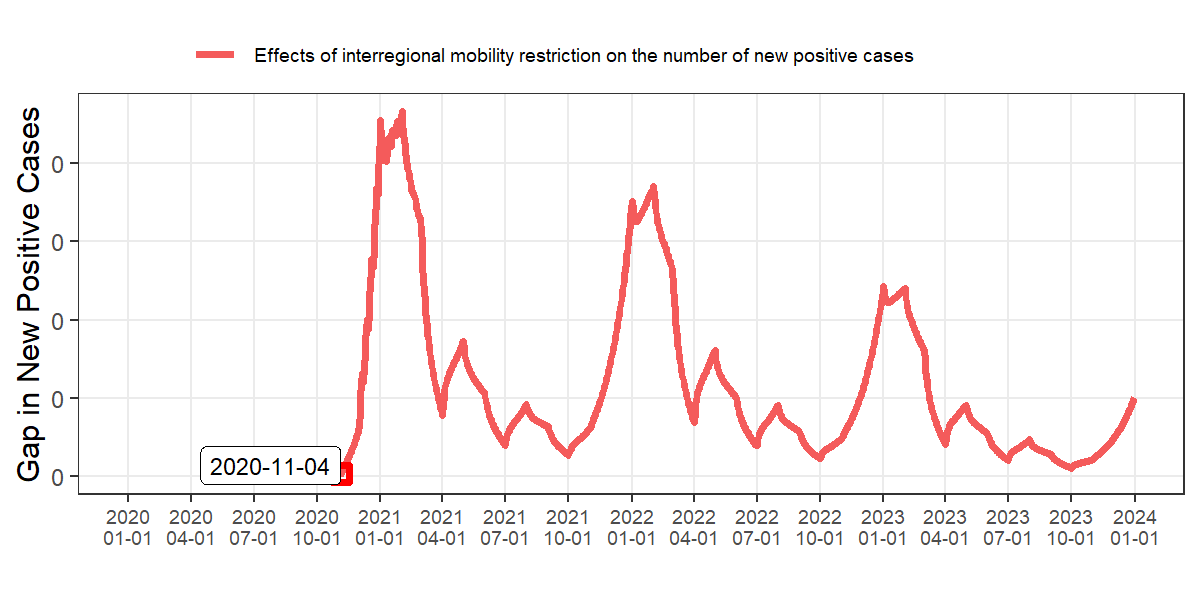 Effects of interregional mobility restriction on the number of new positive cases
Gap in New Positive Cases
0
0
0
0
0
2020-11-04
2020 2020 2020 2020 2021 2021 2021 2021 2022 2022 2022 2022 2023 2023 2023 2023 2024
01-01 04-01 07-01 10-01 01-01 04-01 07-01 10-01 01-01 04-01 07-01 10-01 01-01 04-01 07-01 10-01 01-01